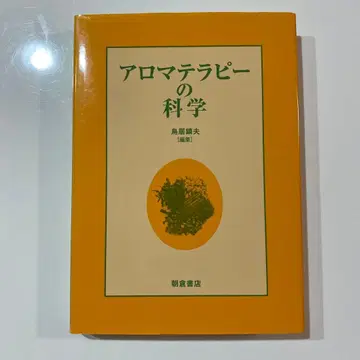 アロマテラピー
の
科学
鳥居鎮夫
[編集]
朝倉書店